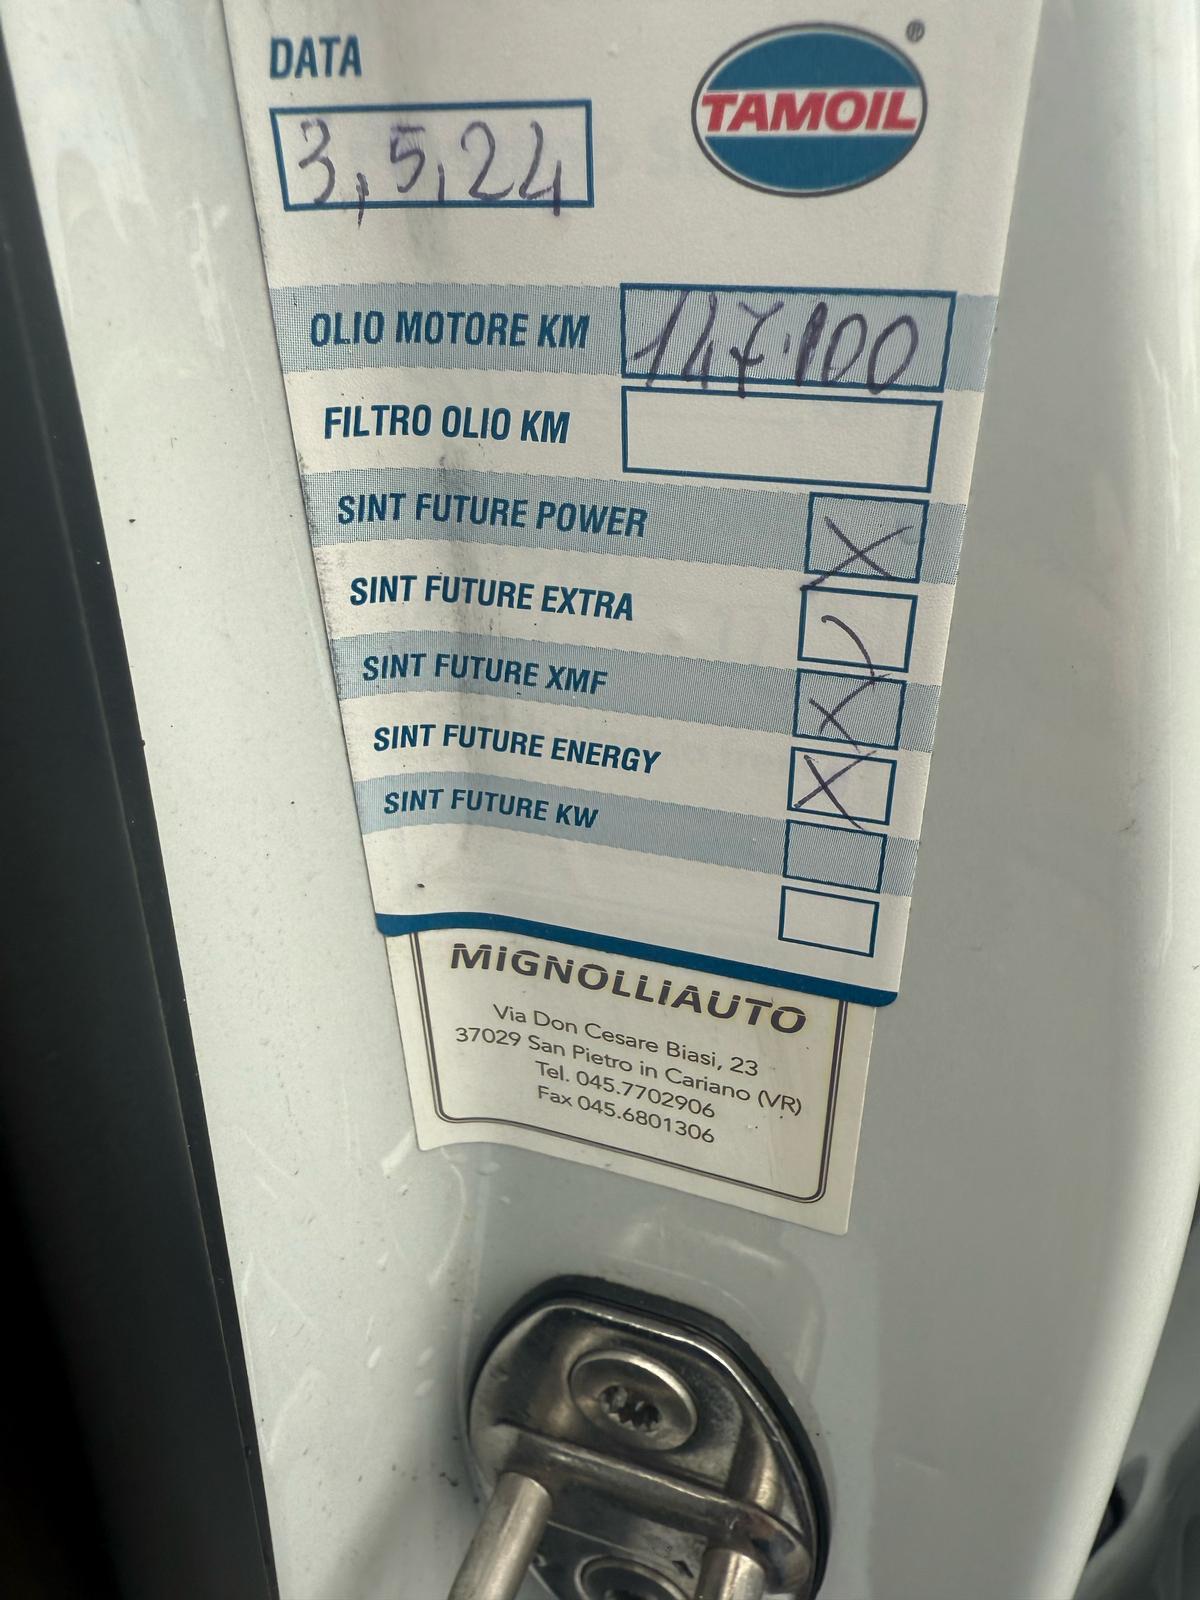 DATA
TAMOIL®
3,5,24
OLIO MOTORE KM 147.100
FILTRO OLIO KM
SINT FUTURE POWER X
SINT FUTURE EXTRA
SINT FUTURE XMF X
SINT FUTURE ENERGY X
SINT FUTURE KW
MIGNOLLIAUTO
Via Don Cesare Biasi, 23
37029 San Pietro in Cariano (VR)
Tel. 045.7702906
Fax 045.6801306